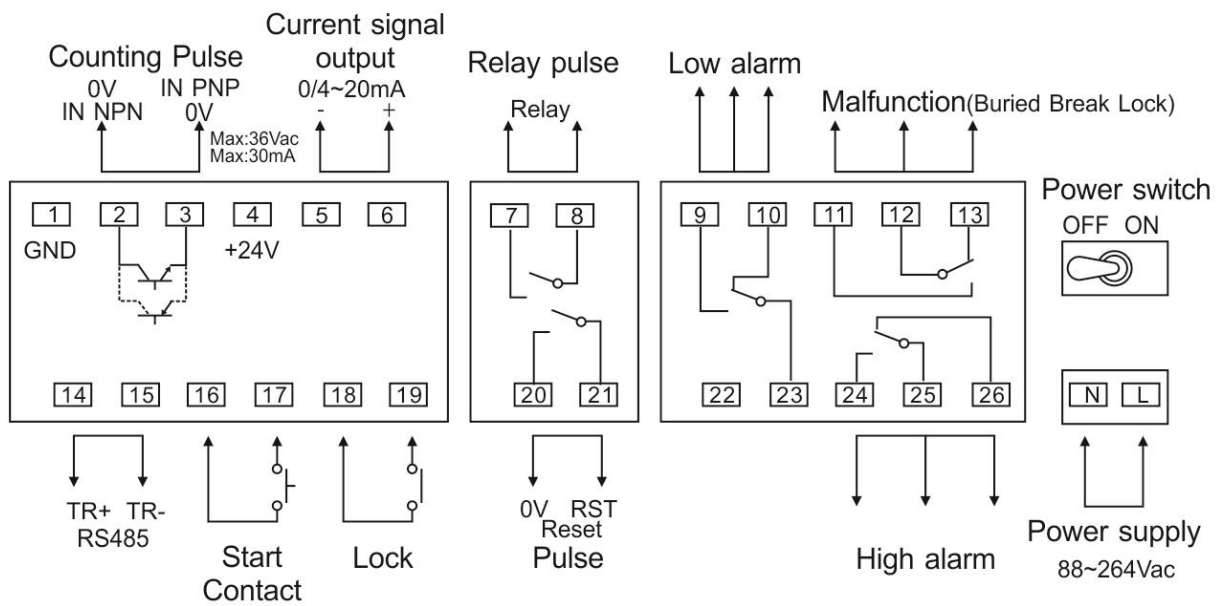 Counting Pulse
0V IN PNP
IN NPN 0V
Max:36Vac
Max:30mA
Current signal
output
0/4~20mA
- +
Relay pulse
Relay
Low alarm
Malfunction(Buried Break Lock)
1 2 3 4 5 6
GND +24V
7 8
9 10 11 12 13
Power switch
OFF ON
14 15 16 17 18 19
20 21
22 23 24 25 26
N L
TR+ TR-
RS485
Start
Contact
Lock
0V RST
Reset
Pulse
High alarm
Power supply
88~264Vac